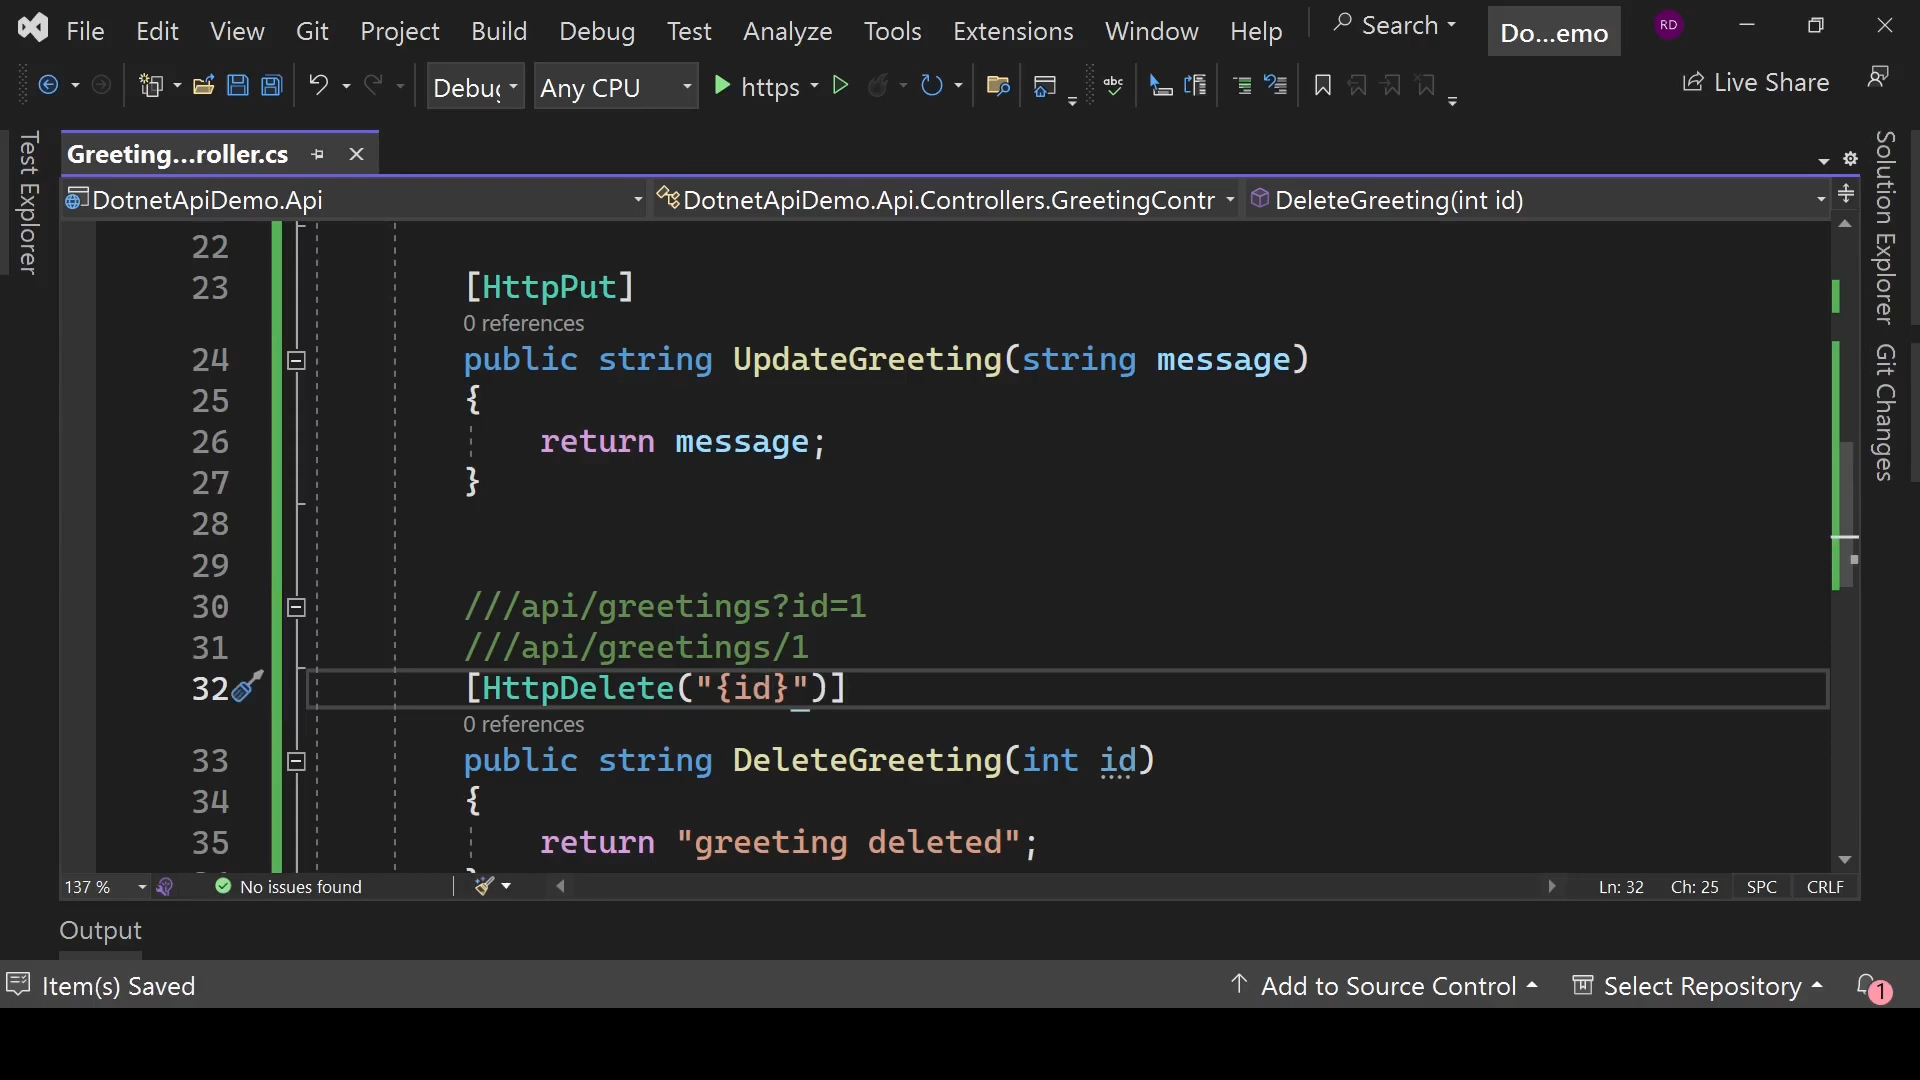 File Edit View Git Project Build Debug Test Analyze Tools Extensions Window Help Search Do...emo RD
Debug Any CPU https abc Live Share
Test Explorer
Greeting...roller.cs
DotnetApiDemo.Api DotnetApiDemo.Api.Controllers.GreetingContr DeleteGreeting(int id)
22
23 [HttpPut]
0 references
24 public string UpdateGreeting(string message)
25 {
26 return message;
27 }
28
29
30 ///api/greetings?id=1
31 ///api/greetings/1
32 [HttpDelete("{id}")]
0 references
33 public string DeleteGreeting(int id)
34 {
35 return "greeting deleted";
Solution Explorer
Git Changes
137 % No issues found Ln: 32 Ch: 25 SPC CRLF
Output
Item(s) Saved Add to Source Control Select Repository 1